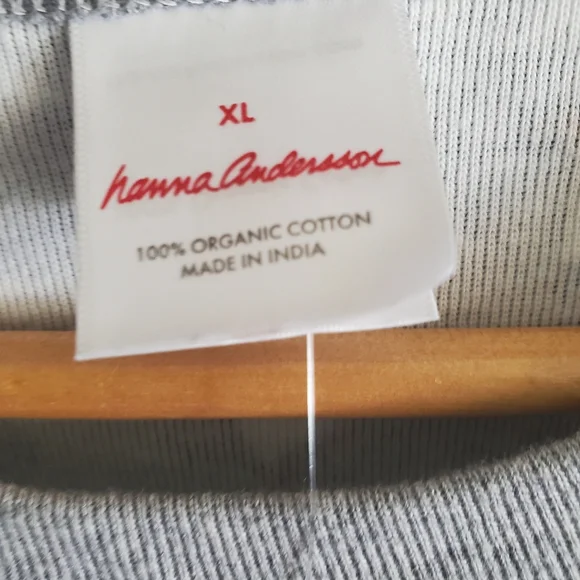 XL
hanna Andersson
100% ORGANIC COTTON
MADE IN INDIA